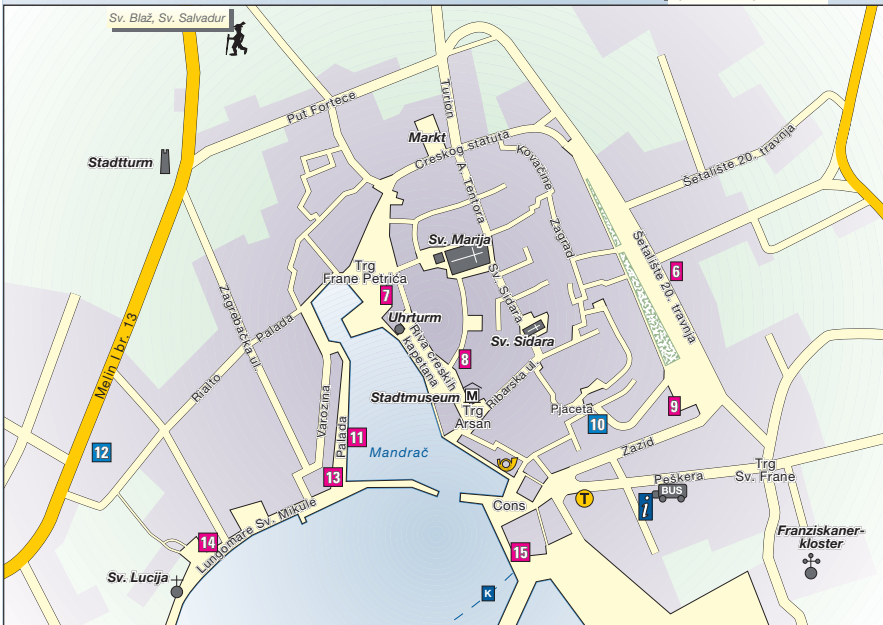 Sv. Blaž, Sv. Salvadur
Put Fortece
Turion
Markt
Creskog statuta
Stadtturm
A. Tentora
Kovačine
Šetalište 20. travnja
Zagrad
Sv. Marija
Šetalište 20. travnja
6
Trg
Frane Petrića
7
Sv. Sidara
Zagrebačka ul.
Uhrturm
Palada
Riva creskih
kapetana
Sv. Sidara
Melin I br. 13
8
Ribarska ul.
Stadtmuseum
M
Trg
Arsan
Pjaceta
9
Rialto
Varozina
Palada
10
11
Mandrač
Zazid
12
13
Trg
Sv. Frane
Peškera
BUS
T
i
Cons
Lungomare Sv. Mikule
14
15
Franziskaner-
kloster
Sv. Lucija
K